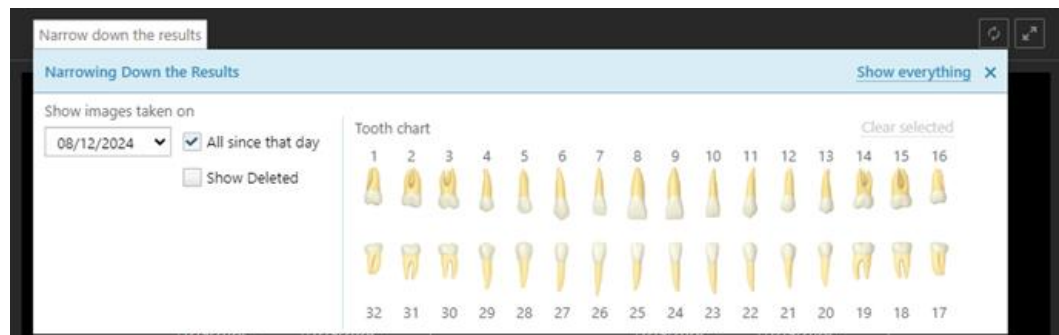 Narrow down the results
Narrowing Down the Results Show everything ×
Show images taken on
08/12/2024 All since that day
Show Deleted
Tooth chart Clear selected
1 2 3 4 5 6 7 8 9 10 11 12 13 14 15 16
32 31 30 29 28 27 26 25 24 23 22 21 20 19 18 17